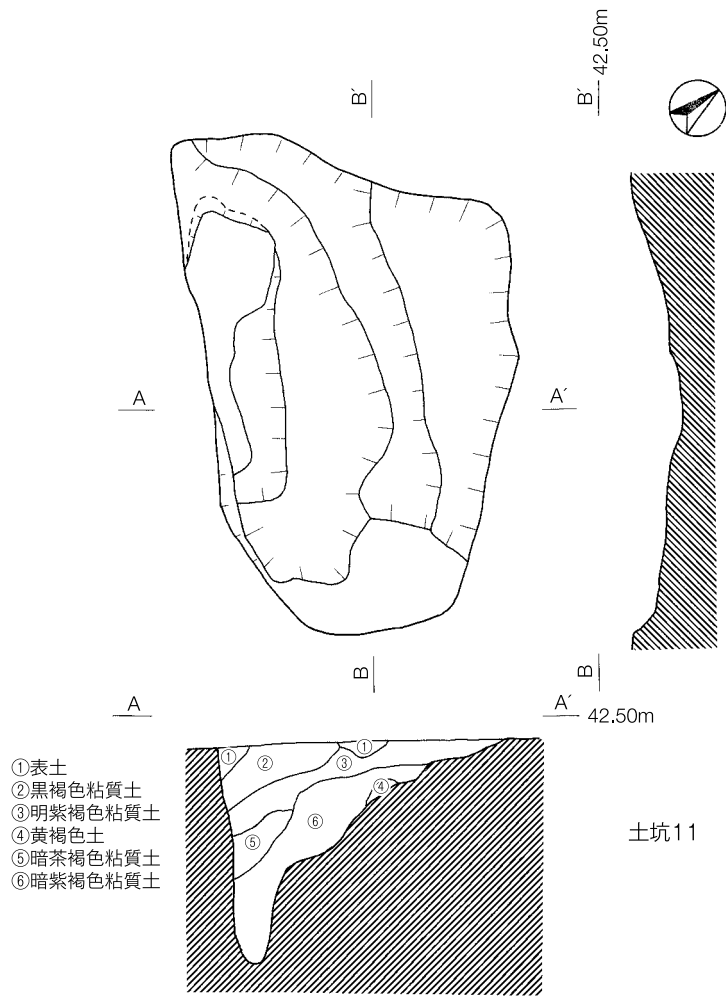 42.50m
B′
B′
A
A′
B
B
A
A′
42.50m
①
①
②
③
④
⑤
⑥
①表土
②黒褐色粘質土
③明紫褐色粘質土
④黄褐色土
⑤暗茶褐色粘質土
⑥暗紫褐色粘質土
土坑11